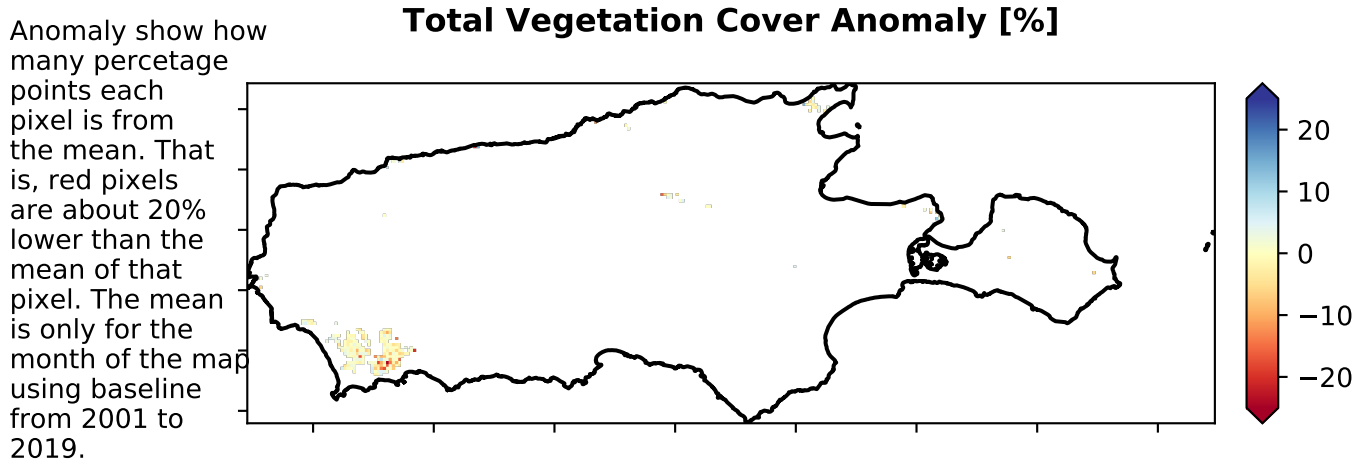 Total Vegetation Cover Anomaly [%]
Anomaly show how
many percetage
points each
pixel is from
the mean. That
is, red pixels
are about 20%
lower than the
mean of that
pixel. The mean
is only for the
month of the map
using baseline
from 2001 to
2019.
20
10
0
−10
−20